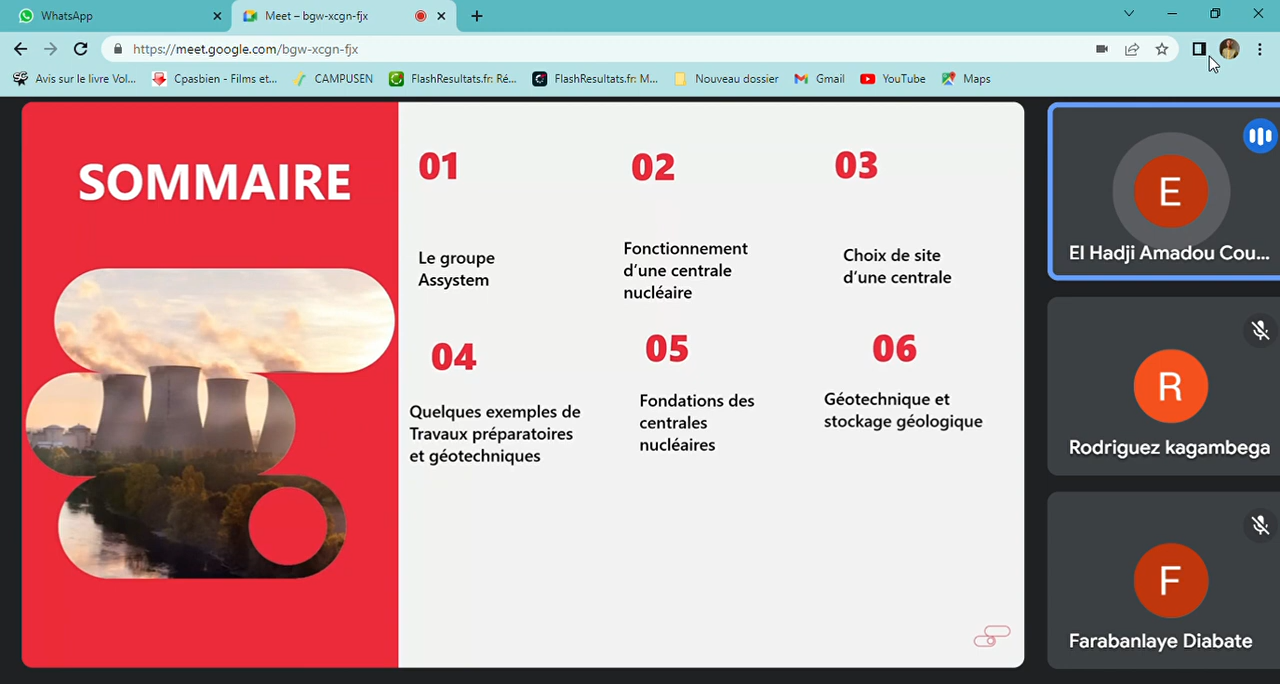 WhatsApp
Meet – bgw-xcgn-fjx
https://meet.google.com/bgw-xcgn-fjx
Avis sur le livre Vol...
Cpasbien - Films et...
CAMPUSEN
FlashResultats.fr: Ré...
FlashResultats.fr: M...
Nouveau dossier
Gmail
YouTube
Maps
SOMMAIRE
01
Le groupe
Assystem
02
Fonctionnement
d’une centrale
nucléaire
03
Choix de site
d’une centrale
04
Quelques exemples de
Travaux préparatoires
et géotechniques
05
Fondations des
centrales
nucléaires
06
Géotechnique et
stockage géologique
E
El Hadji Amadou Cou...
R
Rodriguez kagambega
F
Farabanlaye Diabate